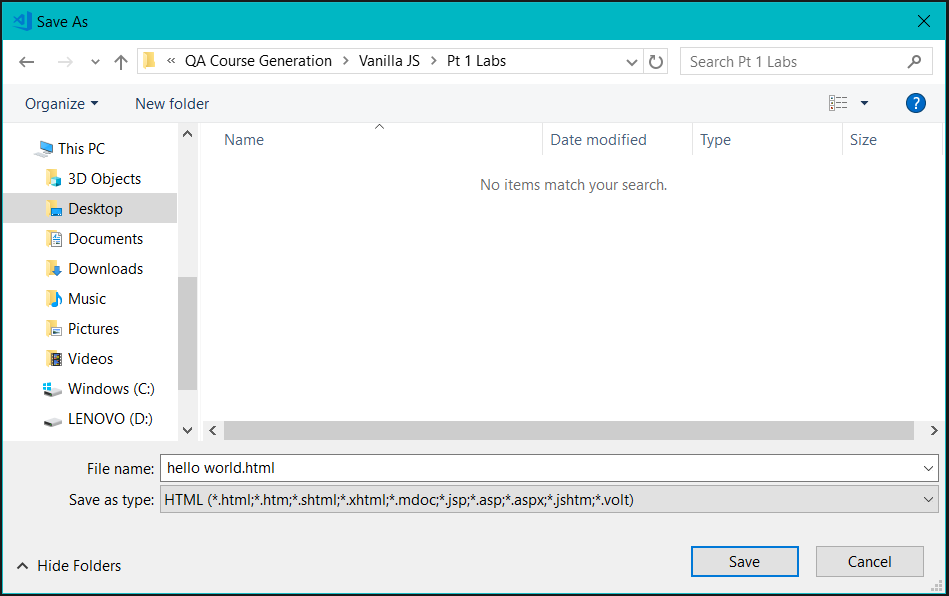 Save As
« QA Course Generation > Vanilla JS > Pt 1 Labs
Search Pt 1 Labs
Organize
New folder
?
Name
Date modified
Type
Size
No items match your search.
This PC
3D Objects
Desktop
Documents
Downloads
Music
Pictures
Videos
Windows (C:)
LENOVO (D:)
File name: hello world.html
Save as type: HTML (*.html;*.htm;*.shtml;*.xhtml;*.mdoc;*.jsp;*.asp;*.aspx;*.jshtm;*.volt)
Hide Folders
Save
Cancel